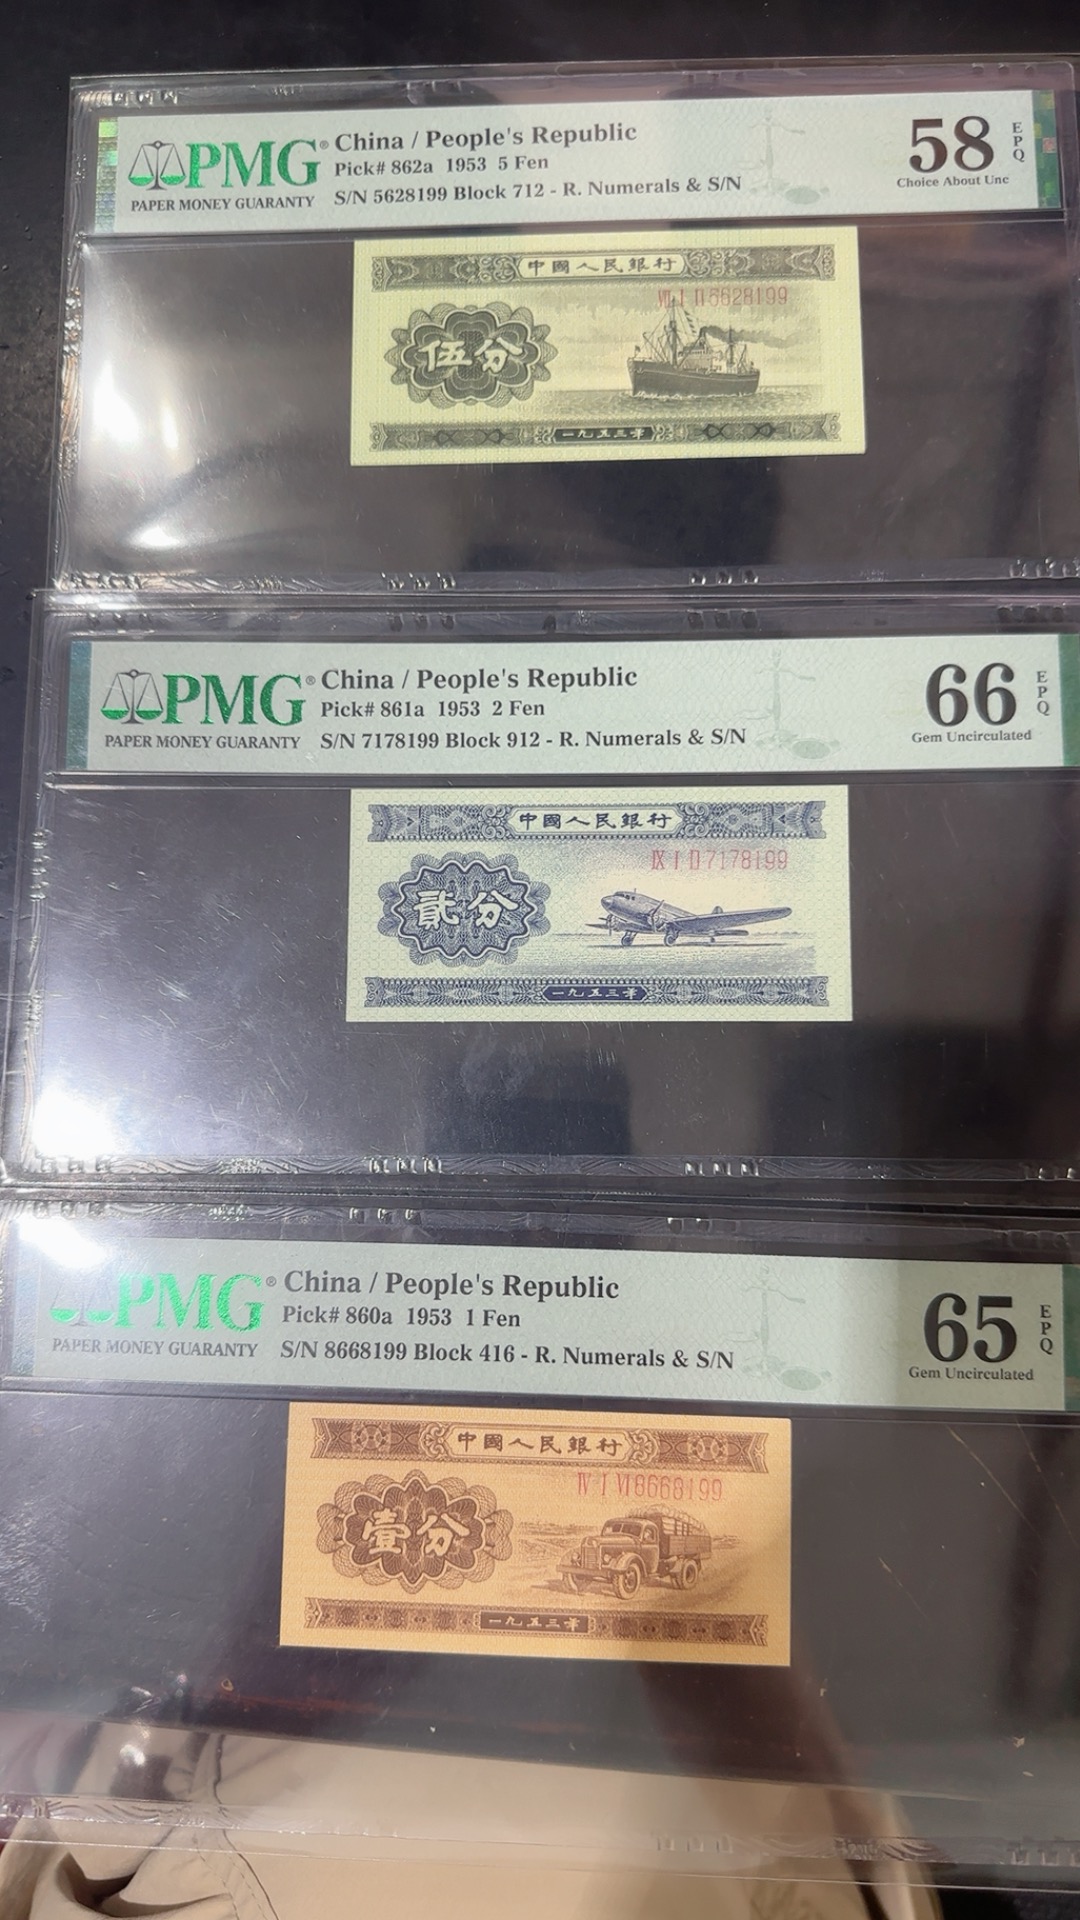 PMG®
PAPER MONEY GUARANTY
China / People's Republic
Pick# 862a 1953 5 Fen
S/N 5628199 Block 712 - R. Numerals & S/N
58
EPQ
Choice About Unc
中國人民銀行
VII I II 5628199
伍分
一九五三年
PMG®
PAPER MONEY GUARANTY
China / People's Republic
Pick# 861a 1953 2 Fen
S/N 7178199 Block 912 - R. Numerals & S/N
66
EPQ
Gem Uncirculated
中國人民銀行
IX I II 7178199
貳分
一九五三年
PMG®
PAPER MONEY GUARANTY
China / People's Republic
Pick# 860a 1953 1 Fen
S/N 8668199 Block 416 - R. Numerals & S/N
65
EPQ
Gem Uncirculated
中國人民銀行
IV I VI 8668199
壹分
一九五三年